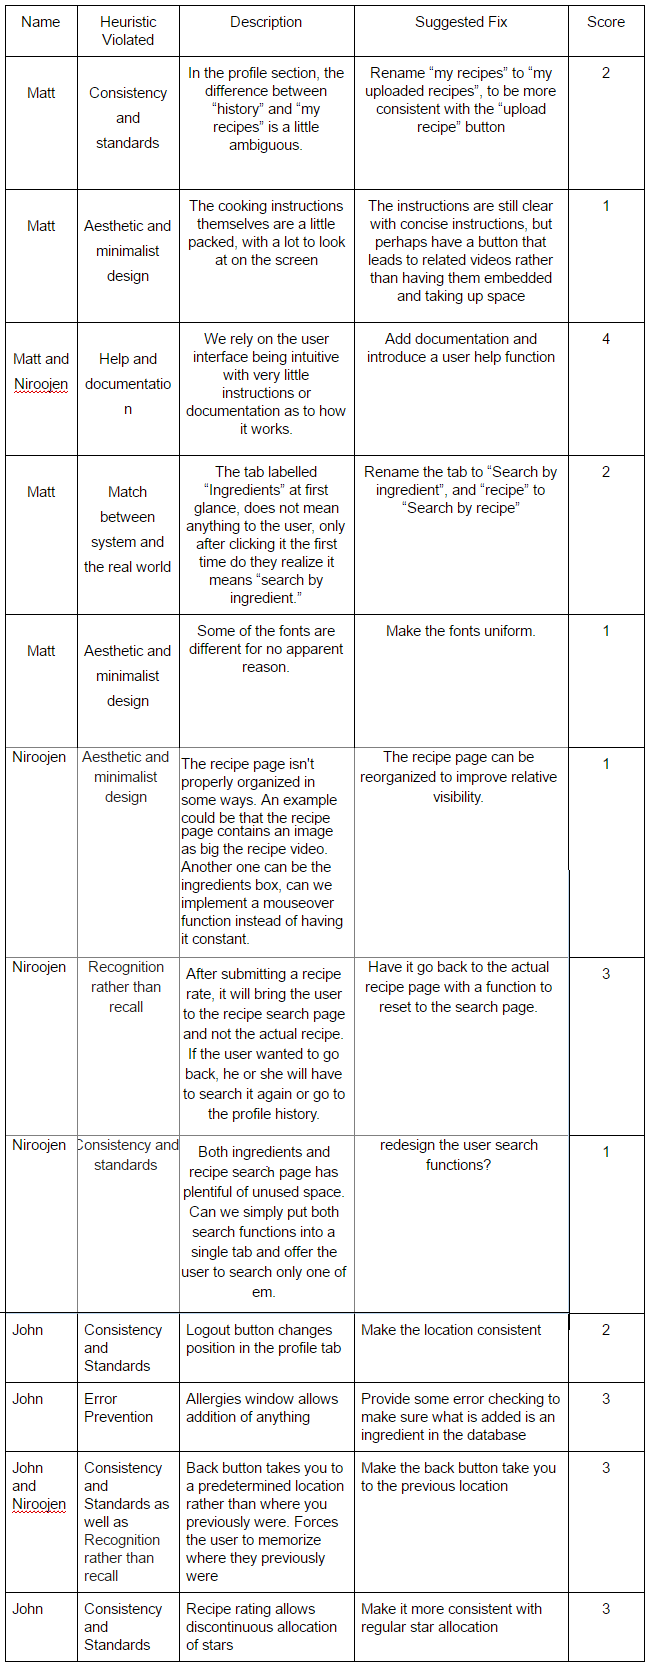 Name
Heuristic
Violated
Description
Suggested Fix
Score
Matt
Consistency
and
standards
In the profile section, the
difference between
“history” and “my
recipes” is a little
ambiguous.
Rename “my recipes” to “my
uploaded recipes”, to be more
consistent with the “upload
recipe” button
2
Matt
Aesthetic and
minimalist
design
The cooking instructions
themselves are a little
packed, with a lot to look
at on the screen
The instructions are still clear
with concise instructions, but
perhaps have a button that
leads to related videos rather
than having them embedded
and taking up space
1
Matt and
Niroojen
Help and
documentatio
n
We rely on the user
interface being intuitive
with very little
instructions or
documentation as to how
it works.
Add documentation and
introduce a user help function
4
Matt
Match
between
system and
the real world
The tab labelled
“Ingredients” at first
glance, does not mean
anything to the user, only
after clicking it the first
time do they realize it
means “search by
ingredient.”
Rename the tab to “Search by
ingredient”, and “recipe” to
“Search by recipe”
2
Matt
Aesthetic and
minimalist
design
Some of the fonts are
different for no apparent
reason.
Make the fonts uniform.
1
Niroojen
Aesthetic and
minimalist
design
The recipe page isn't
properly organized in
some ways. An example
could be that the recipe
page contains an image
as big the recipe video.
Another one can be the
ingredients box, can we
implement a mouseover
function instead of having
it constant.
The recipe page can be
reorganized to improve relative
visibility.
1
Niroojen
Recognition
rather than
recall
After submitting a recipe
rate, it will bring the user
to the recipe search page
and not the actual recipe.
If the user wanted to go
back, he or she will have
to search it again or go to
the profile history.
Have it go back to the actual
recipe page with a function to
reset to the search page.
3
Niroojen
Consistency and
standards
Both ingredients and
recipe search page has
plentiful of unused space.
Can we simply put both
search functions into a
single tab and offer the
user to search only one of
em.
redesign the user search
functions?
1
John
Consistency
and
Standards
Logout button changes
position in the profile tab
Make the location consistent
2
John
Error
Prevention
Allergies window allows
addition of anything
Provide some error checking to
make sure what is added is an
ingredient in the database
3
John
and
Niroojen
Consistency
and
Standards as
well as
Recognition
rather than
recall
Back button takes you to
a predetermined location
rather than where you
previously were. Forces
the user to memorize
where they previously
were
Make the back button take you
to the previous location
3
John
Consistency
and
Standards
Recipe rating allows
discontinuous allocation
of stars
Make it more consistent with
regular star allocation
3